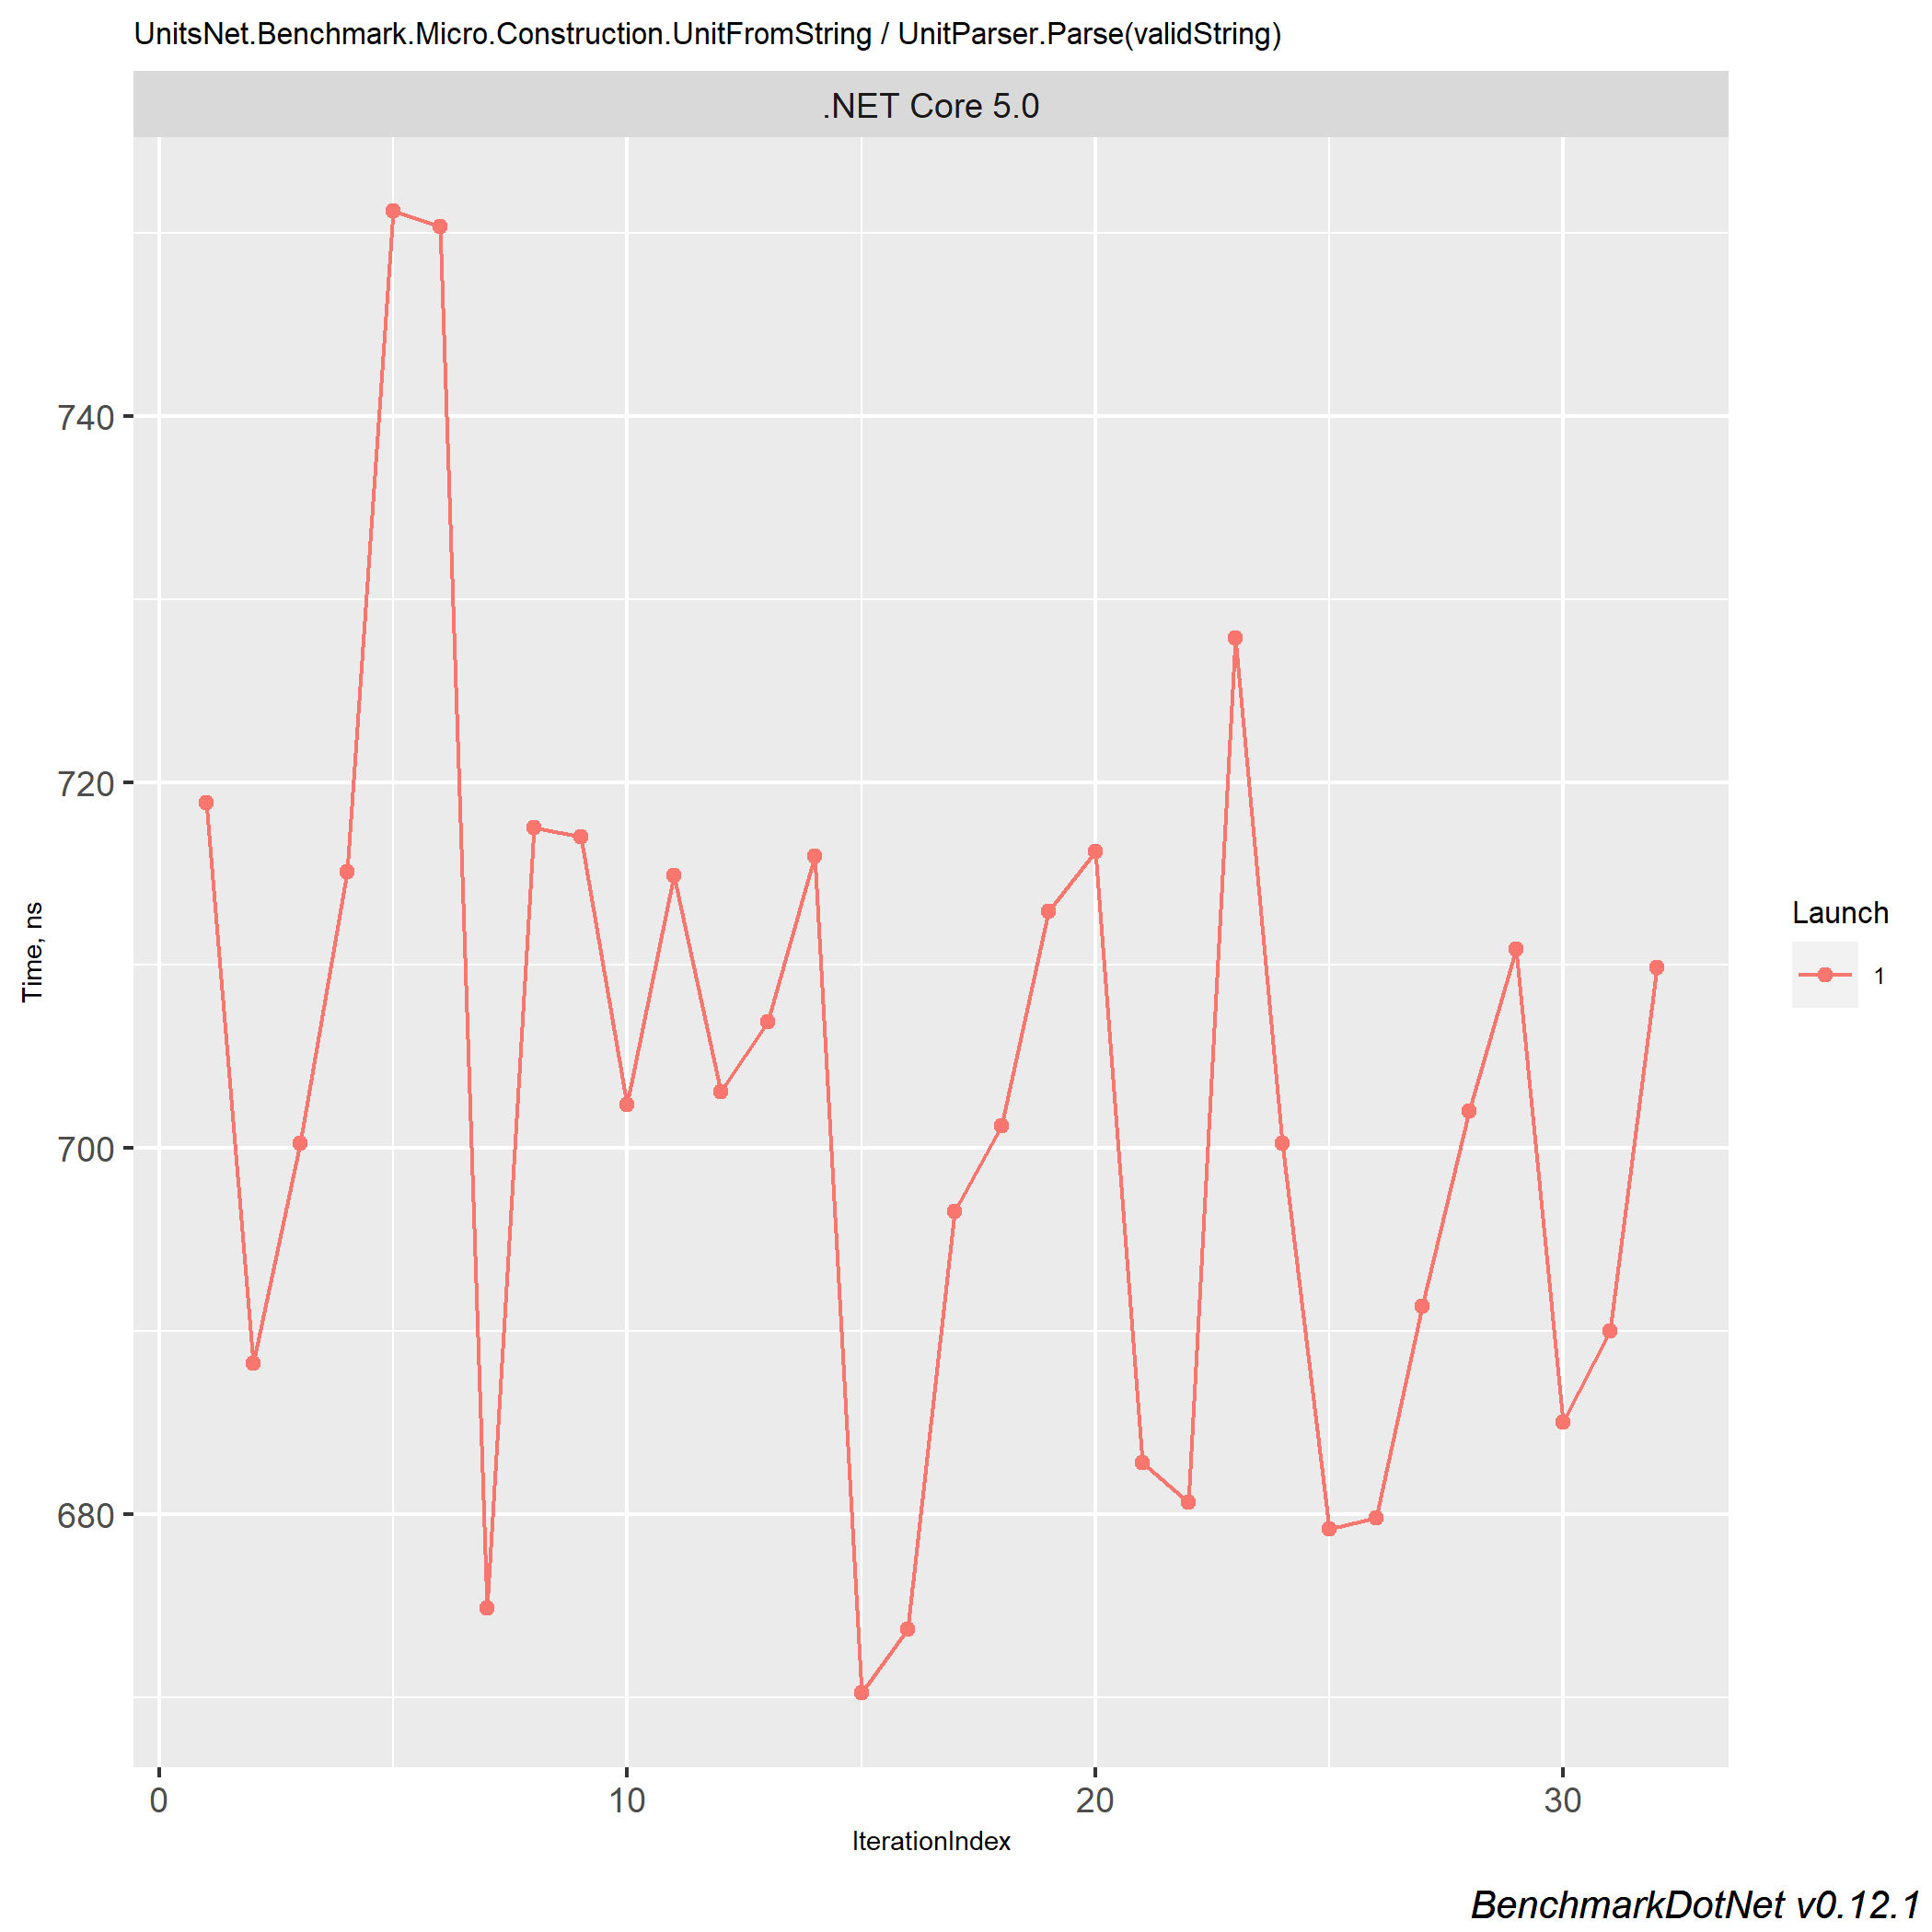 UnitsNet.Benchmark.Micro.Construction.UnitFromString / UnitParser.Parse(validString)
.NET Core 5.0
740
720
700
680
Time, ns
0 10 20 30
IterationIndex
Launch
1
BenchmarkDotNet v0.12.1